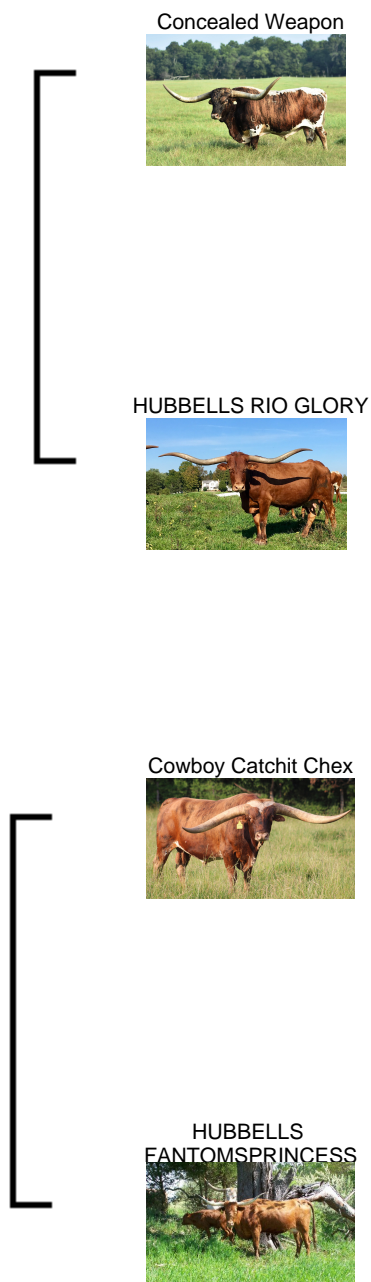 Concealed Weapon
HUBBELLS RIO GLORY
Cowboy Catchit Chex
HUBBELLS
FANTOMSPRINCESS